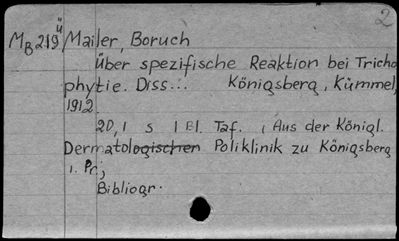 2
MB 219ü Mailer, Boruch
Über spezifische Reaktion bei Tricho
phytie. Diss... Königsberg, Kümmel,
1912
20,1 s 1 Bl. Taf. (Aus der Königl.
Dermatologischen Poliklinik zu Königsberg
i. Pr.;
Bibliogr.